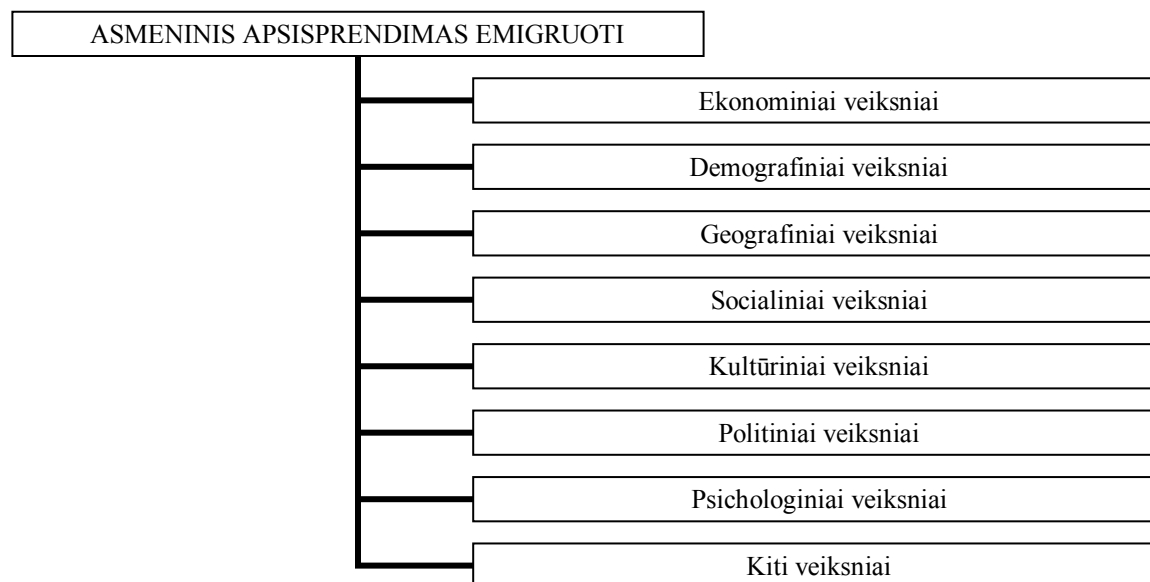 ASMENINIS APSISPRENDIMAS EMIGRUOTI
Ekonominiai veiksniai
Demografiniai veiksniai
Geografiniai veiksniai
Socialiniai veiksniai
Kultūriniai veiksniai
Politiniai veiksniai
Psichologiniai veiksniai
Kiti veiksniai